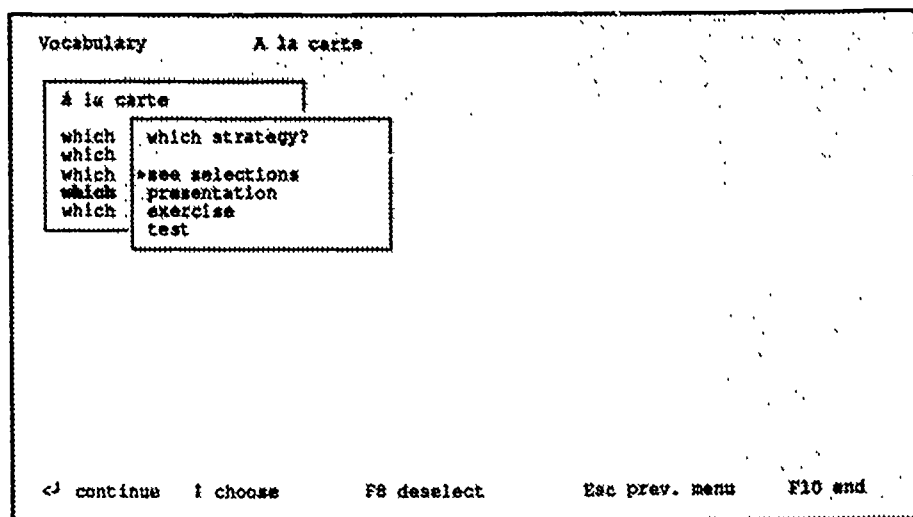 Vocabulary A la carte
A la carte
which which strategy?
which
which *see selections
which presentation
which exercise
test
<┘ continue ↕ choose F8 deselect Esc prev. menu F10 end